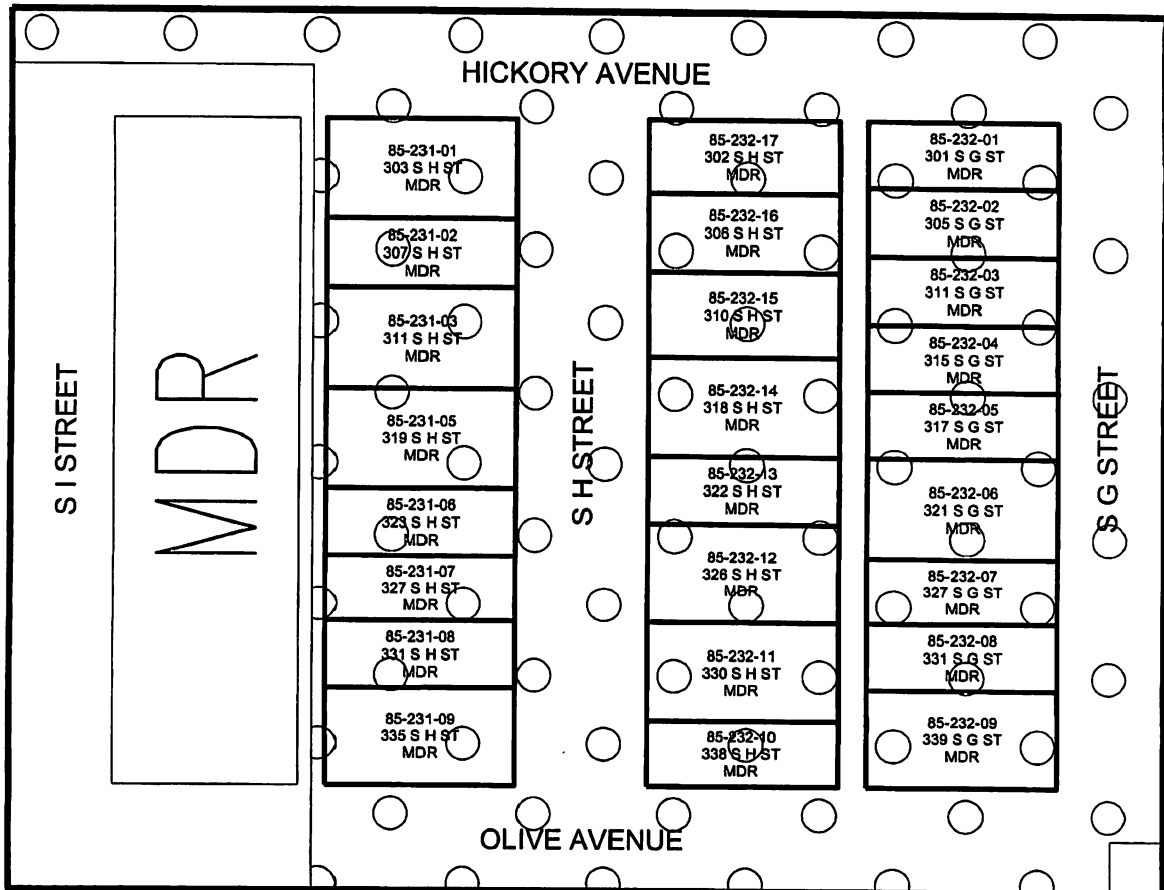 HICKORY AVENUE
S I STREET
MDR
85-231-01
303 S H ST
MDR
85-231-02
307 S H ST
MDR
85-231-03
311 S H ST
MDR
85-231-05
319 S H ST
MDR
85-231-06
323 S H ST
MDR
85-231-07
327 S H ST
MDR
85-231-08
331 S H ST
MDR
85-231-09
335 S H ST
MDR
S H STREET
85-232-17
302 S H ST
MDR
85-232-16
306 S H ST
MDR
85-232-15
310 S H ST
MDR
85-232-14
318 S H ST
MDR
85-232-13
322 S H ST
MDR
85-232-12
326 S H ST
MDR
85-232-11
330 S H ST
MDR
85-232-10
338 S H ST
MDR
85-232-01
301 S G ST
MDR
85-232-02
305 S G ST
MDR
85-232-03
311 S G ST
MDR
85-232-04
315 S G ST
MDR
85-232-05
317 S G ST
MDR
85-232-06
321 S G ST
MDR
85-232-07
327 S G ST
MDR
85-232-08
331 S G ST
MDR
85-232-09
339 S G ST
MDR
S G STREET
OLIVE AVENUE